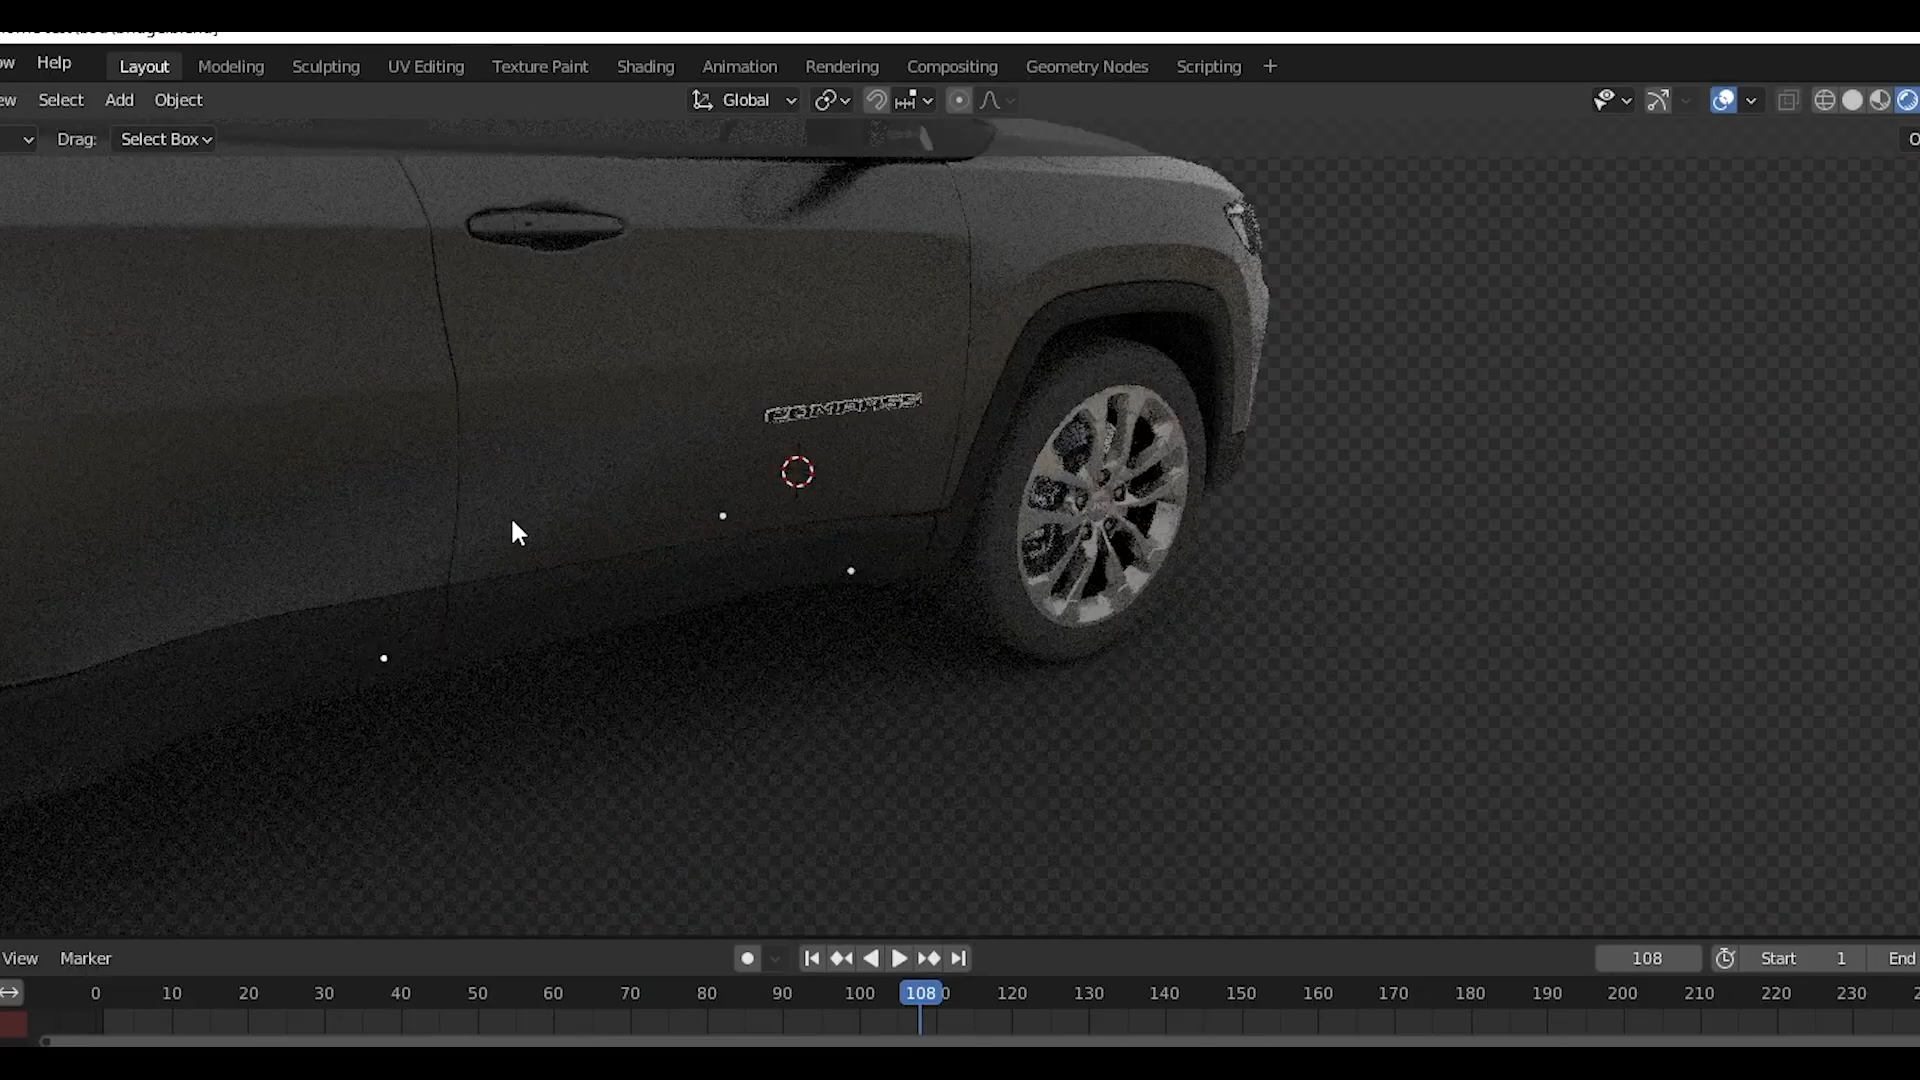 Help
Layout
Modeling
Sculpting
UV Editing
Texture Paint
Shading
Animation
Rendering
Compositing
Geometry Nodes
Scripting
+
Select
Add
Object
Global
Drag:
Select Box
View
Marker
108
Start
1
End
0
10
20
30
40
50
60
70
80
90
100
108
120
130
140
150
160
170
180
190
200
210
220
230